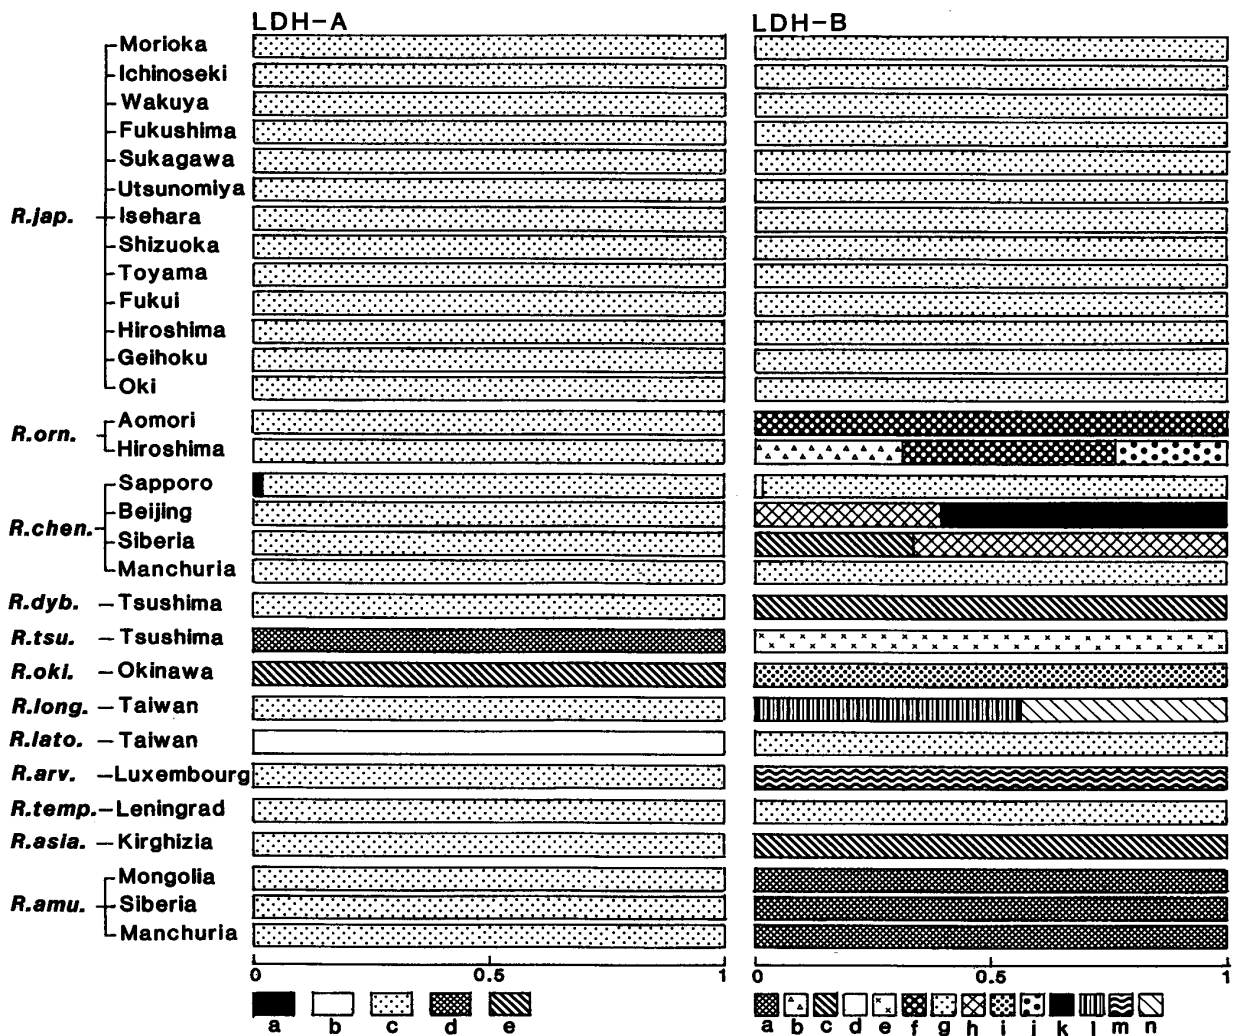 LDH-A LDH-B
Morioka
Ichinoseki
Wakuya
Fukushima
Sukagawa
Utsunomiya
R.jap. Isehara
Shizuoka
Toyama
Fukui
Hiroshima
Geihoku
Oki
Aomori
R.orn.
Hiroshima
Sapporo
Beijing
R.chen.
Siberia
Manchuria
R.dyb. Tsushima
R.tsu. Tsushima
R.oki. Okinawa
R.long. Taiwan
R.lato. Taiwan
R.arv. Luxembourg
R.temp. Leningrad
R.asia. Kirghizia
Mongolia
R.amu. Siberia
Manchuria
0 0.5 1 0 0.5 1
a b c d e a b c d e f g h i j k l m n